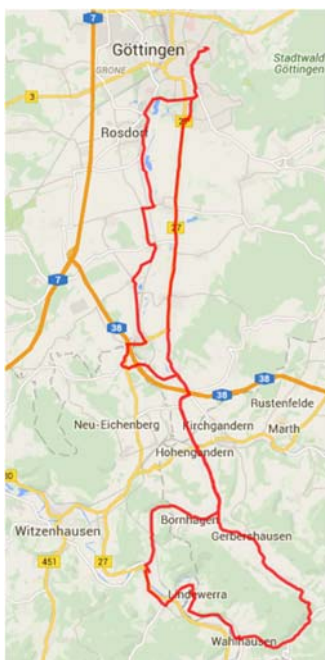 7
Göttingen
Stadtwald
Göttingen
GRONE
3
Rosdorf
27
7
38
38
38
Rustenfelde
Neu-Eichenberg
Kirchgandern
Marth
Hohengandern
Bornhagen
Gerbershausen
Witzenhausen
451
27
Lindewerra
Wahlhausen